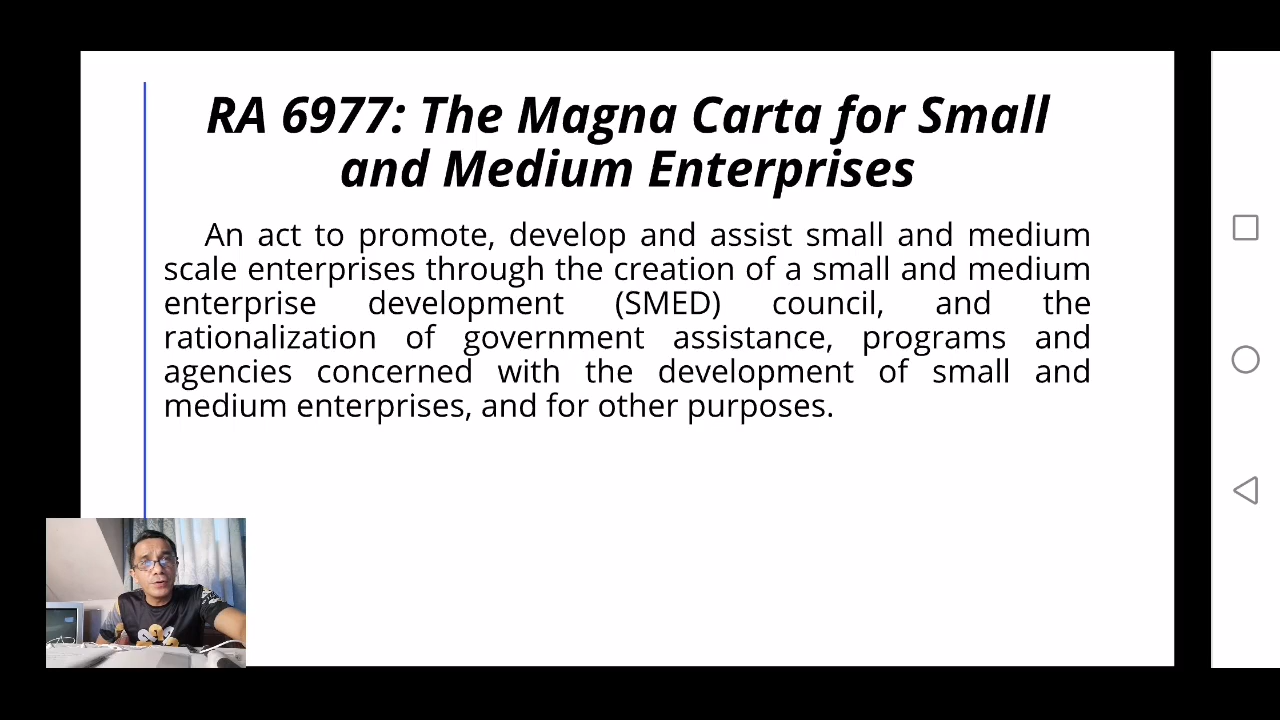 RA 6977: The Magna Carta for Small
and Medium Enterprises
An act to promote, develop and assist small and medium
scale enterprises through the creation of a small and medium
enterprise development (SMED) council, and the
rationalization of government assistance, programs and
agencies concerned with the development of small and
medium enterprises, and for other purposes.